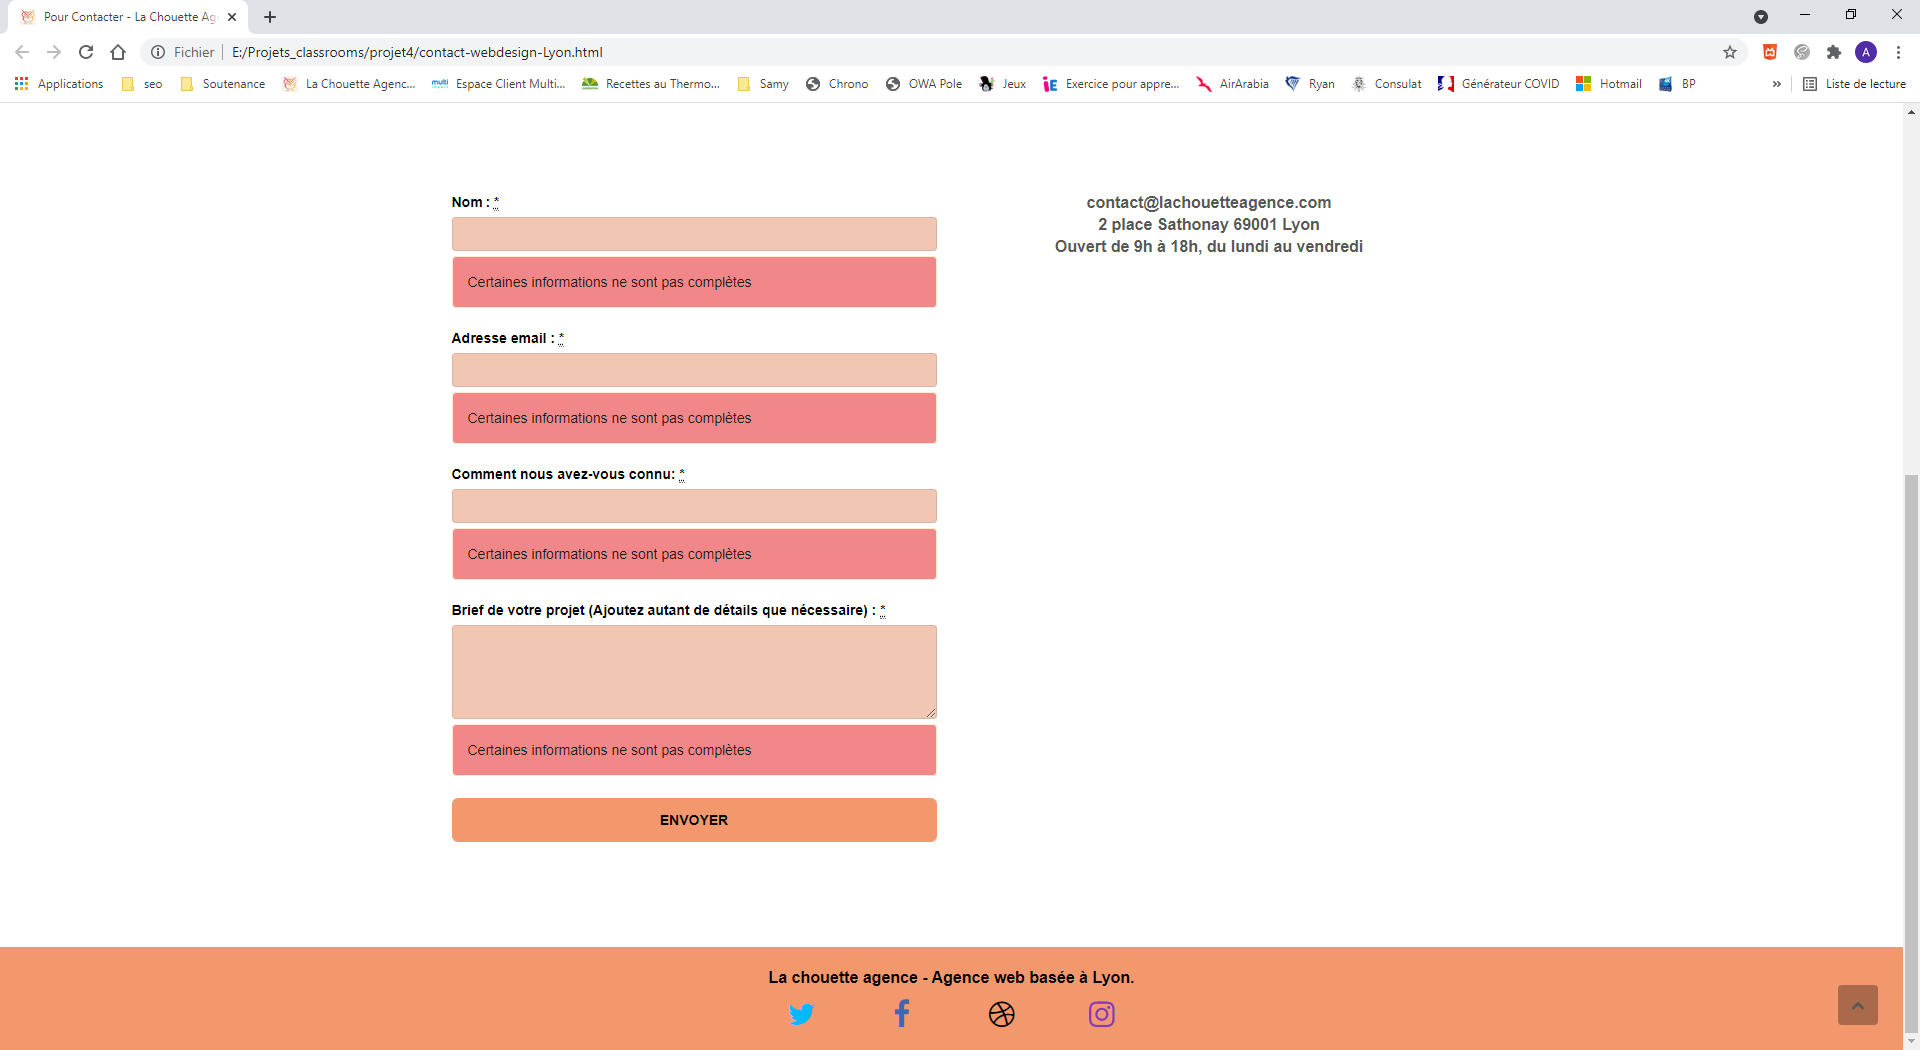 Pour Contacter - La Chouette Ag
Fichier
E:/Projets_classrooms/projet4/contact-webdesign-Lyon.html
A
Applications
seo
Soutenance
La Chouette Agenc...
multi
Espace Client Multi...
Recettes au Thermo...
Samy
Chrono
OWA Pole
Jeux
iE
Exercice pour appre...
AirArabia
Ryan
Consulat
Générateur COVID
Hotmail
BP
»
Liste de lecture
Nom : *
Certaines informations ne sont pas complètes
Adresse email : *
Certaines informations ne sont pas complètes
Comment nous avez-vous connu: *
Certaines informations ne sont pas complètes
Brief de votre projet (Ajoutez autant de détails que nécessaire) : *
Certaines informations ne sont pas complètes
ENVOYER
contact@lachouetteagence.com
2 place Sathonay 69001 Lyon
Ouvert de 9h à 18h, du lundi au vendredi
La chouette agence - Agence web basée à Lyon.